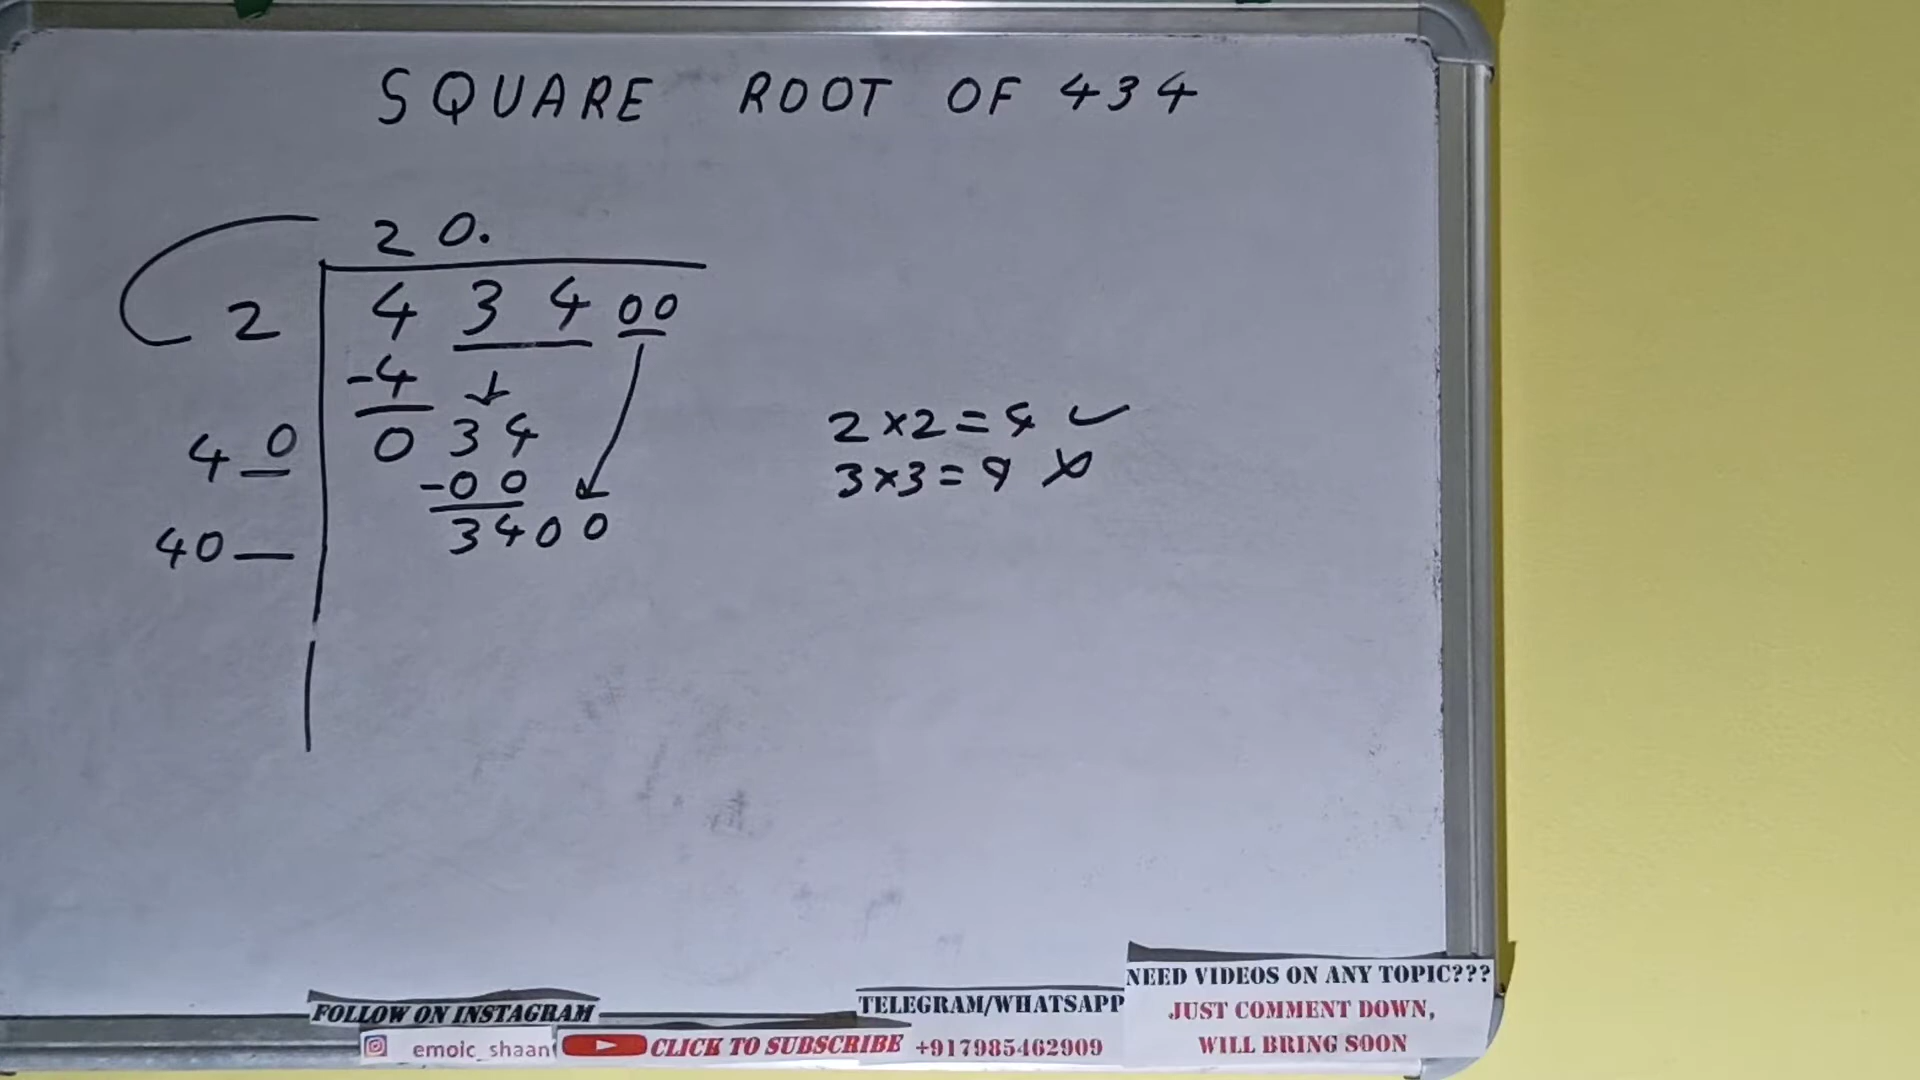 SQUARE ROOT OF 434
20.
2 4 3 4 00
-4
4 0 0 3 4
-0 0
40_ 3400
2×2=4 ✓
3×3=9 ×
NEED VIDEOS ON ANY TOPIC???
JUST COMMENT DOWN,
WILL BRING SOON
FOLLOW ON INSTAGRAM
emoic_shaan
CLICK TO SUBSCRIBE
TELEGRAM/WHATSAPP
+917985462909